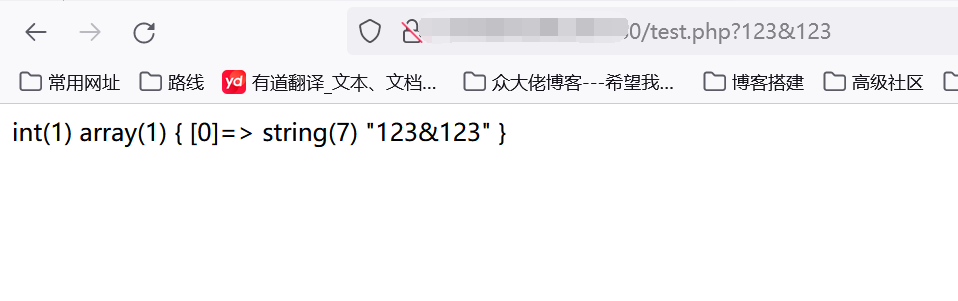 0/test.php?123&123
常用网址 路线 yd 有道翻译_文本、文档... 众大佬博客---希望我... 博客搭建 高级社区
int(1) array(1) { [0]=> string(7) "123&123" }